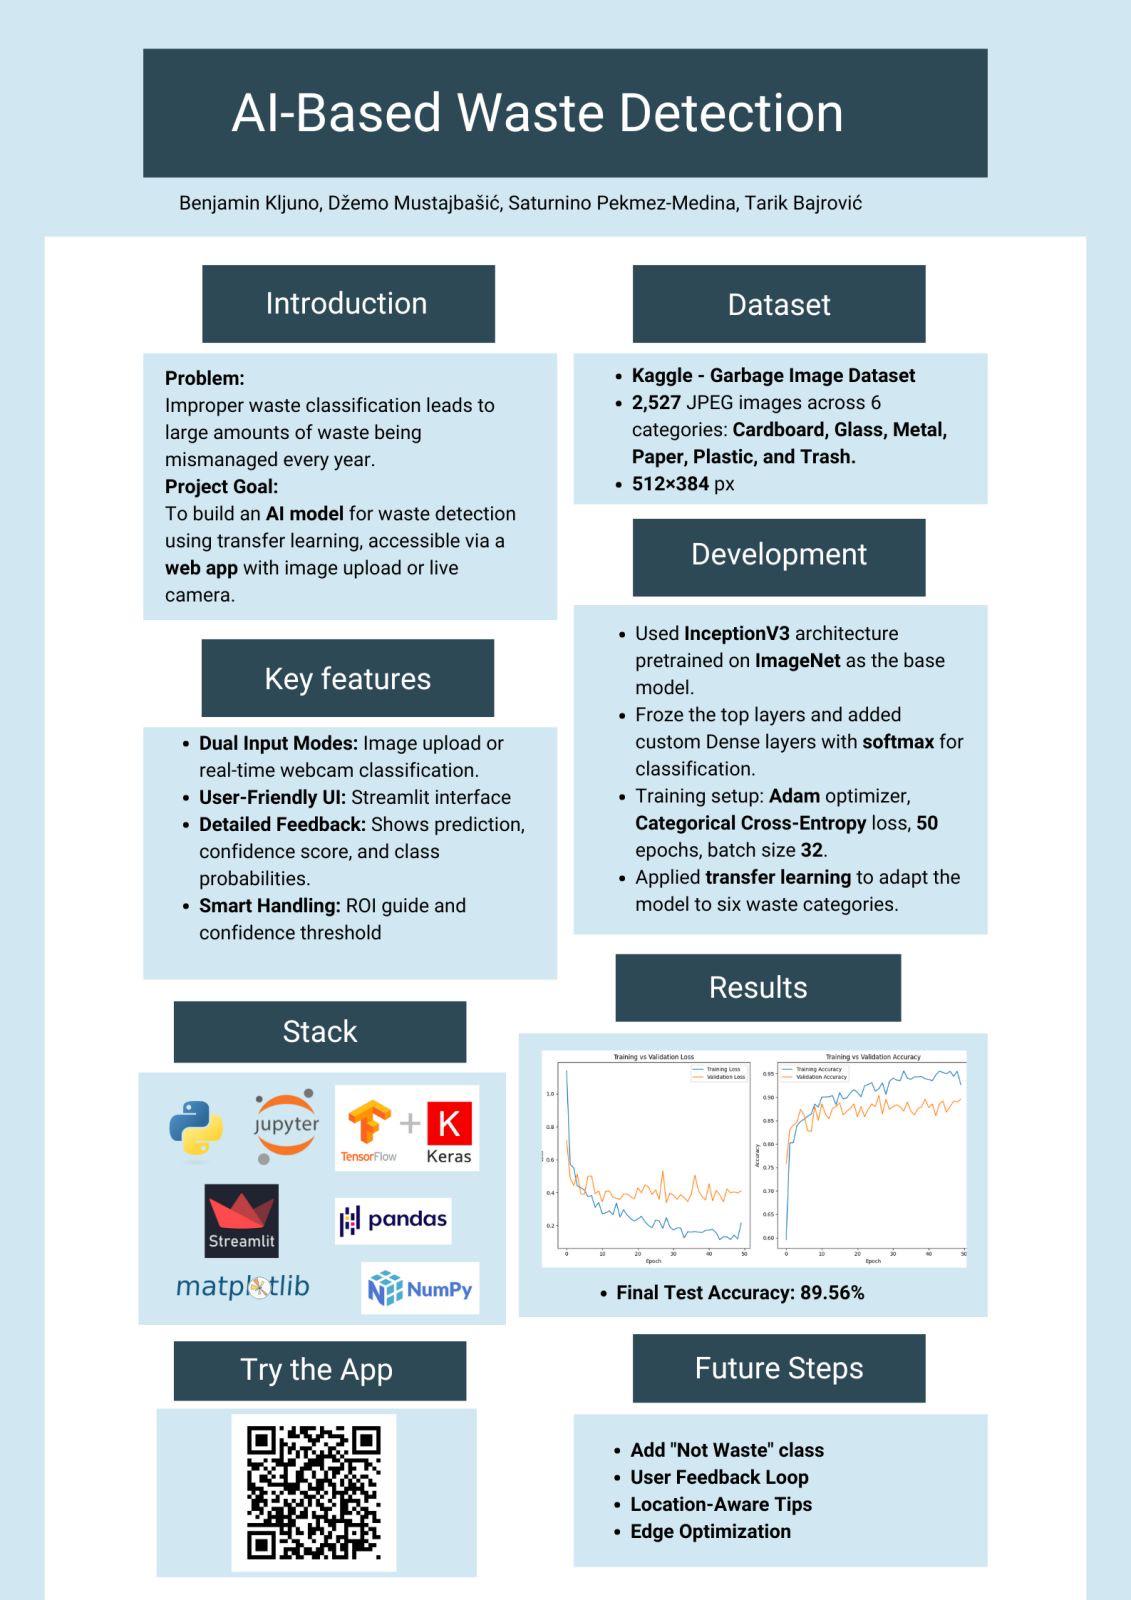 AI-Based Waste Detection
Benjamin Kljuno, Džemo Mustajbašić, Saturnino Pekmez-Medina, Tarik Bajrović
Introduction
Problem:
Improper waste classification leads to
large amounts of waste being
mismanaged every year.
Project Goal:
To build an AI model for waste detection
using transfer learning, accessible via a
web app with image upload or live
camera.
Key features
• Dual Input Modes: Image upload or
real-time webcam classification.
• User-Friendly UI: Streamlit interface
• Detailed Feedback: Shows prediction,
confidence score, and class
probabilities.
• Smart Handling: ROI guide and
confidence threshold
Stack
jupyter
TensorFlow + K Keras
Streamlit
pandas
matplotlib
NumPy
Try the App
Dataset
• Kaggle - Garbage Image Dataset
• 2,527 JPEG images across 6
categories: Cardboard, Glass, Metal,
Paper, Plastic, and Trash.
• 512×384 px
Development
• Used InceptionV3 architecture
pretrained on ImageNet as the base
model.
• Froze the top layers and added
custom Dense layers with softmax for
classification.
• Training setup: Adam optimizer,
Categorical Cross-Entropy loss, 50
epochs, batch size 32.
• Applied transfer learning to adapt the
model to six waste categories.
Results
Training vs Validation Loss
Training Loss
Validation Loss
1.0
0.8
0.6
0.4
0.2
0 10 20 30 40 50
Epoch
Training vs Validation Accuracy
Training Accuracy
Validation Accuracy
0.95
0.90
0.85
0.80
0.75
0.70
0.65
0.60
Accuracy
0 10 20 30 40 50
Epoch
• Final Test Accuracy: 89.56%
Future Steps
• Add "Not Waste" class
• User Feedback Loop
• Location-Aware Tips
• Edge Optimization